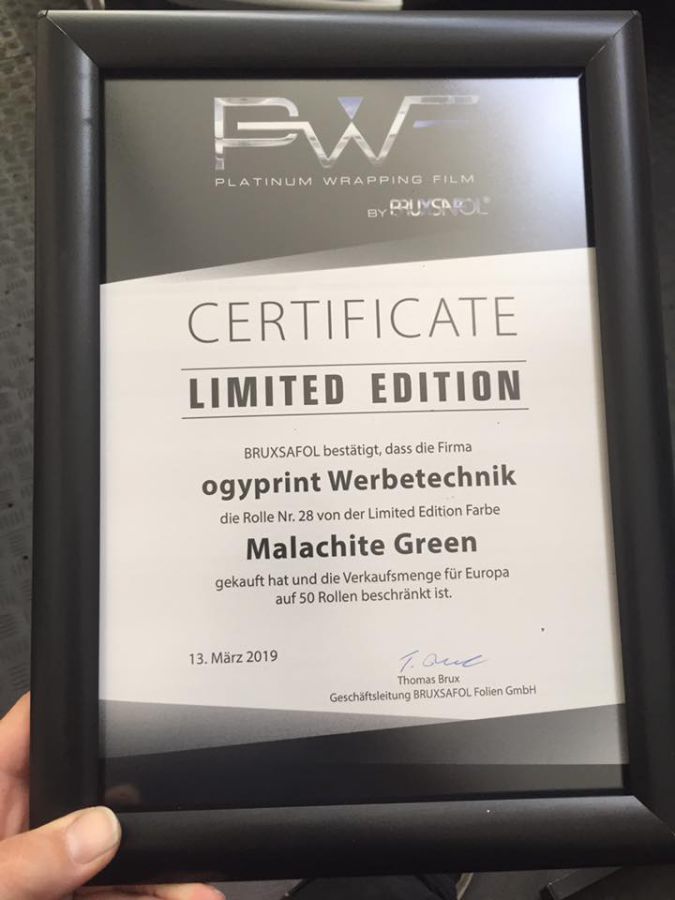 PWF
PLATINUM WRAPPING FILM
BY BRUXSAFOL®
CERTIFICATE
LIMITED EDITION
BRUXSAFOL bestätigt, dass die Firma
ogyprint Werbetechnik
die Rolle Nr. 28 von der Limited Edition Farbe
Malachite Green
gekauft hat und die Verkaufsmenge für Europa
auf 50 Rollen beschränkt ist.
13. März 2019
Thomas Brux
Geschäftsleitung BRUXSAFOL Folien GmbH